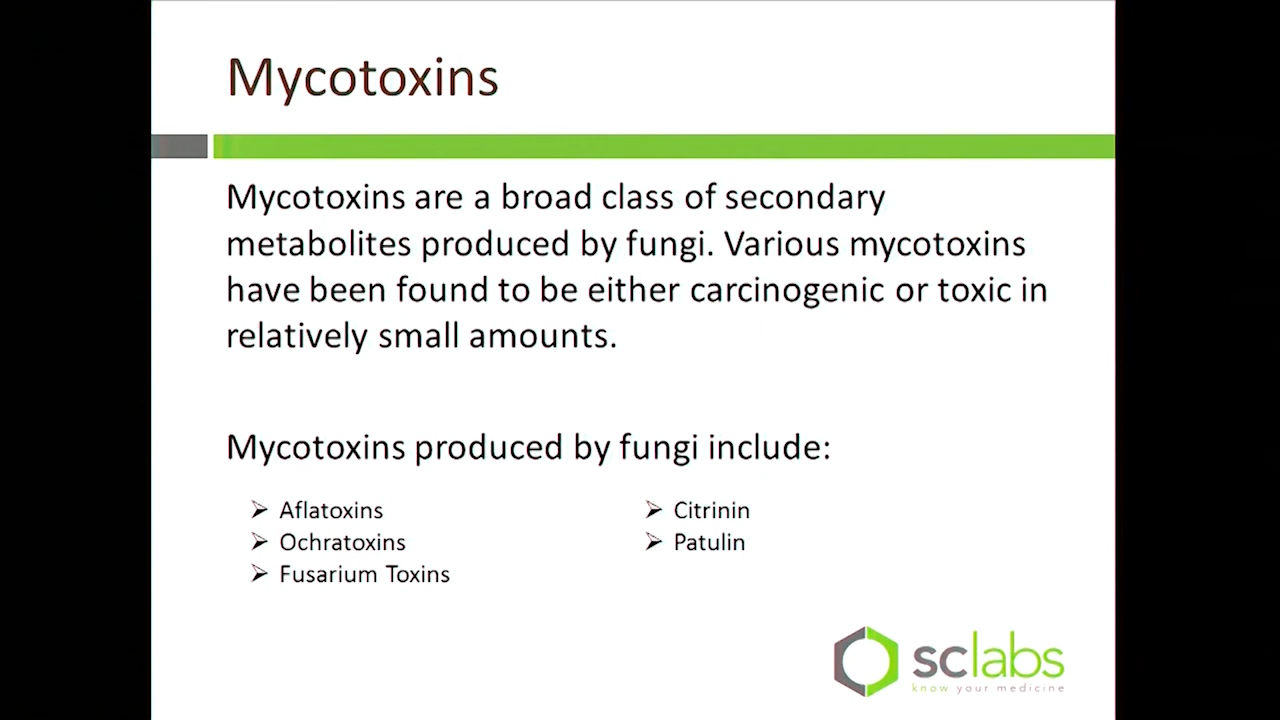 Mycotoxins
Mycotoxins are a broad class of secondary
metabolites produced by fungi. Various mycotoxins
have been found to be either carcinogenic or toxic in
relatively small amounts.
Mycotoxins produced by fungi include:
➢ Aflatoxins
➢ Ochratoxins
➢ Fusarium Toxins
➢ Citrinin
➢ Patulin
sclabs
know your medicine